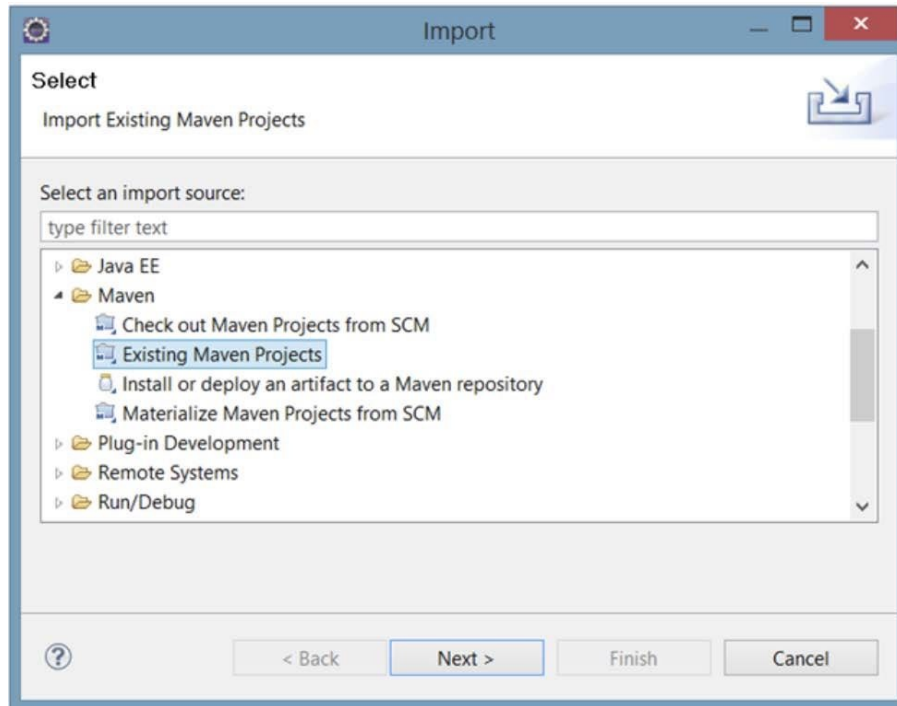 Import
Select
Import Existing Maven Projects
Select an import source:
type filter text
Java EE
Maven
Check out Maven Projects from SCM
Existing Maven Projects
Install or deploy an artifact to a Maven repository
Materialize Maven Projects from SCM
Plug-in Development
Remote Systems
Run/Debug
? < Back Next > Finish Cancel